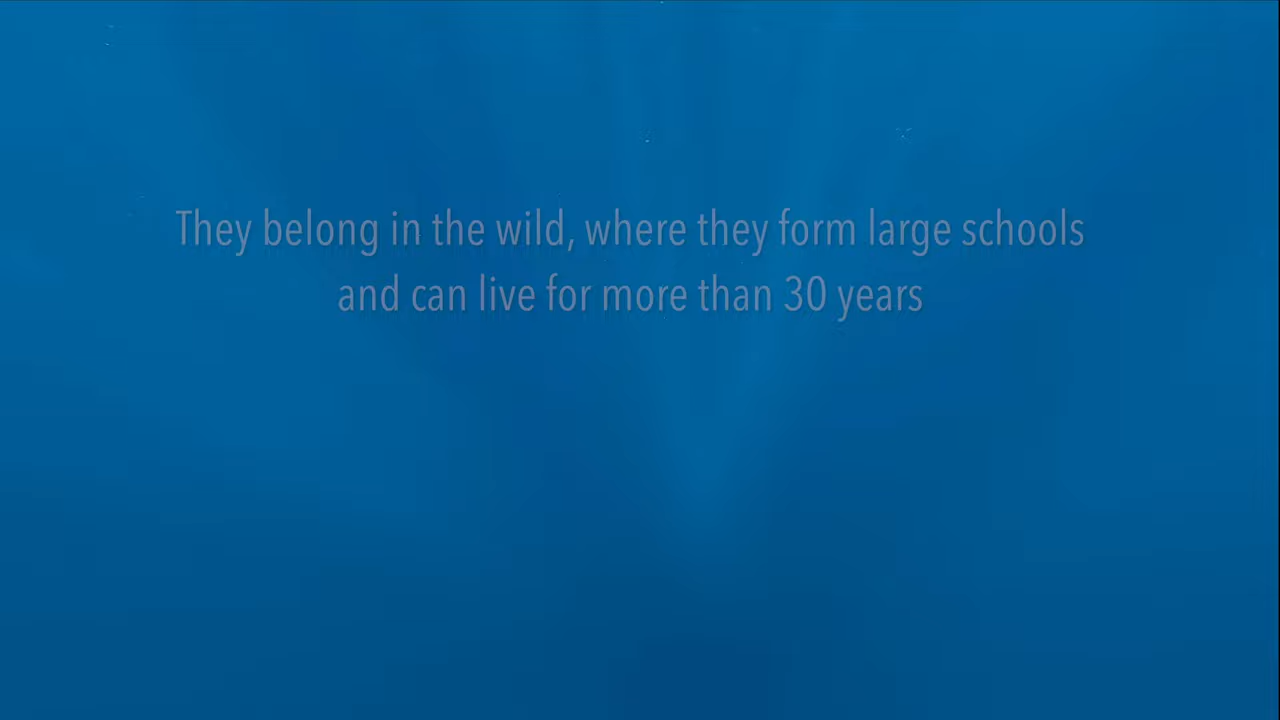 They belong in the wild, where they form large schools
and can live for more than 30 years